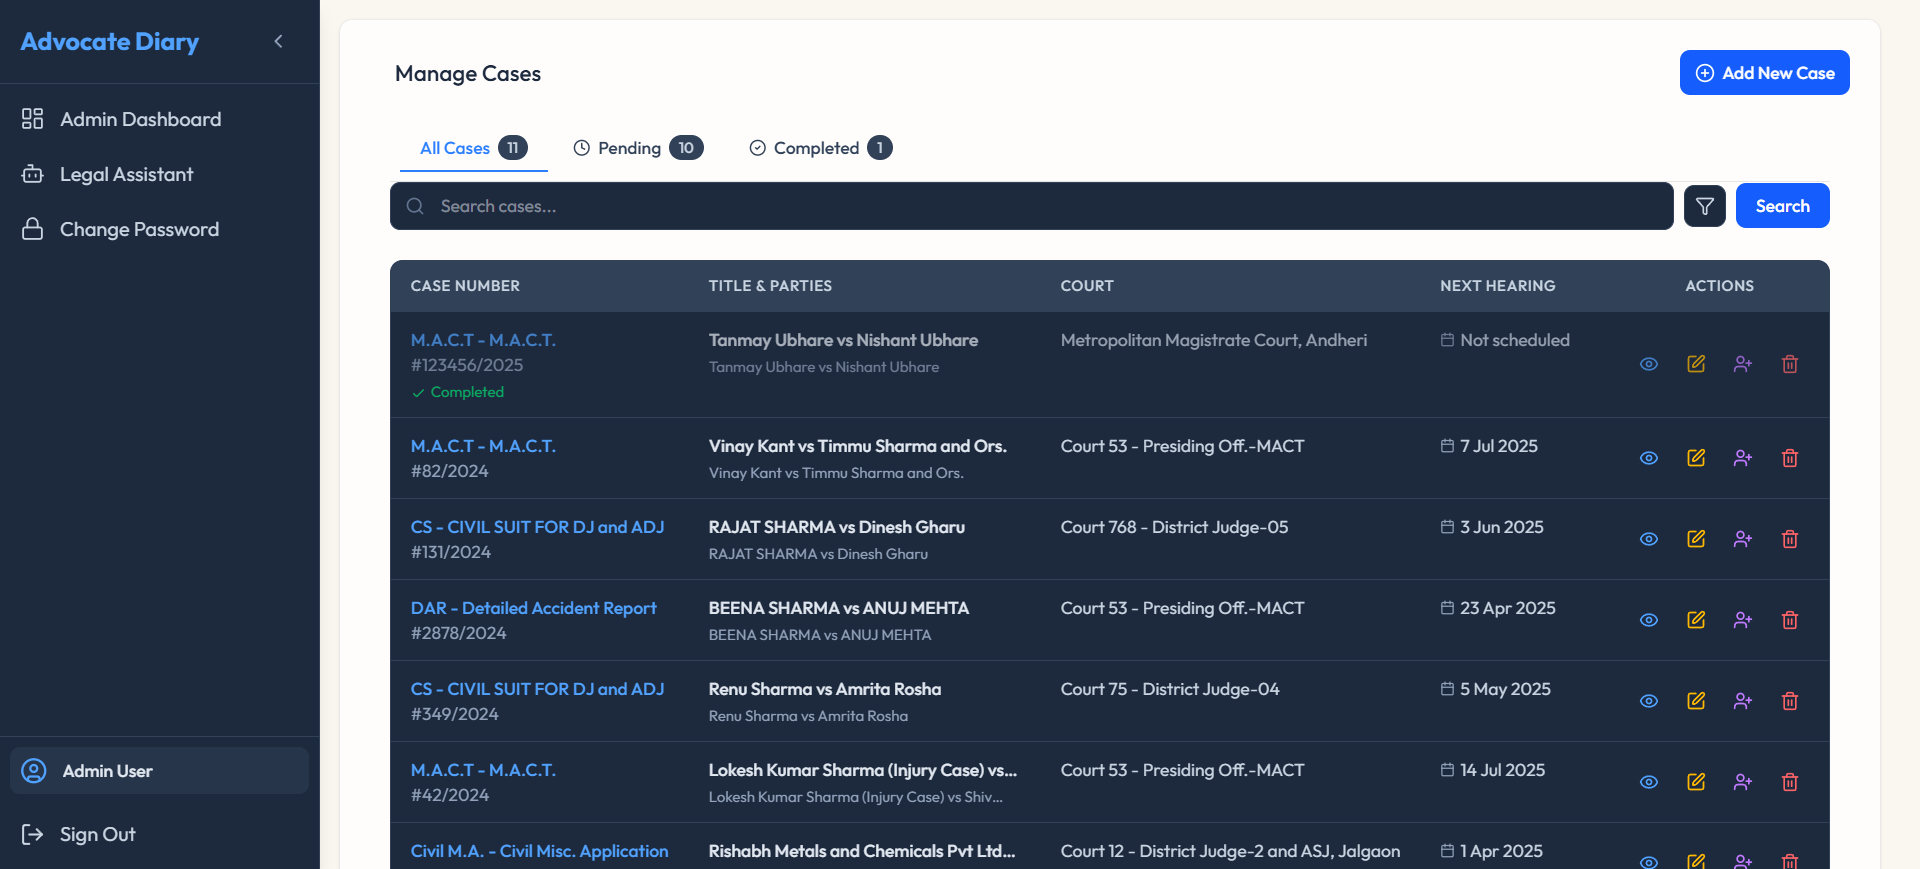 Advocate Diary
Admin Dashboard
Legal Assistant
Change Password
Admin User
Sign Out
Manage Cases
Add New Case
All Cases 11
Pending 10
Completed 1
Search cases...
Search
CASE NUMBER TITLE & PARTIES COURT NEXT HEARING ACTIONS
M.A.C.T - M.A.C.T. Tanmay Ubhare vs Nishant Ubhare Metropolitan Magistrate Court, Andheri Not scheduled
#123456/2025 Tanmay Ubhare vs Nishant Ubhare
Completed
M.A.C.T - M.A.C.T. Vinay Kant vs Timmu Sharma and Ors. Court 53 - Presiding Off.-MACT 7 Jul 2025
#82/2024 Vinay Kant vs Timmu Sharma and Ors.
CS - CIVIL SUIT FOR DJ and ADJ RAJAT SHARMA vs Dinesh Gharu Court 768 - District Judge-05 3 Jun 2025
#131/2024 RAJAT SHARMA vs Dinesh Gharu
DAR - Detailed Accident Report BEENA SHARMA vs ANUJ MEHTA Court 53 - Presiding Off.-MACT 23 Apr 2025
#2878/2024 BEENA SHARMA vs ANUJ MEHTA
CS - CIVIL SUIT FOR DJ and ADJ Renu Sharma vs Amrita Rosha Court 75 - District Judge-04 5 May 2025
#349/2024 Renu Sharma vs Amrita Rosha
M.A.C.T - M.A.C.T. Lokesh Kumar Sharma (Injury Case) vs... Court 53 - Presiding Off.-MACT 14 Jul 2025
#42/2024 Lokesh Kumar Sharma (Injury Case) vs Shiv...
Civil M.A. - Civil Misc. Application Rishabh Metals and Chemicals Pvt Ltd... Court 12 - District Judge-2 and ASJ, Jalgaon 1 Apr 2025